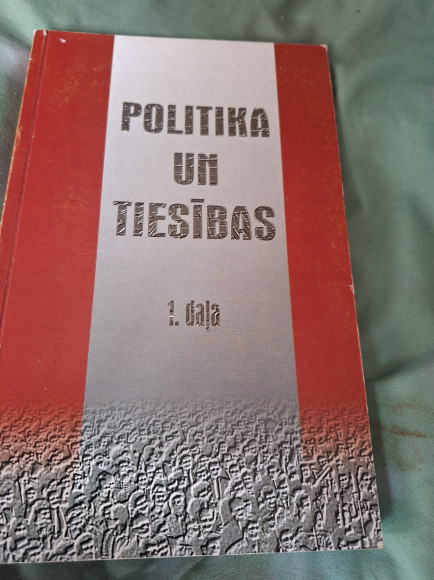 POLITIKA
UN
TIESĪBAS
1. daļa